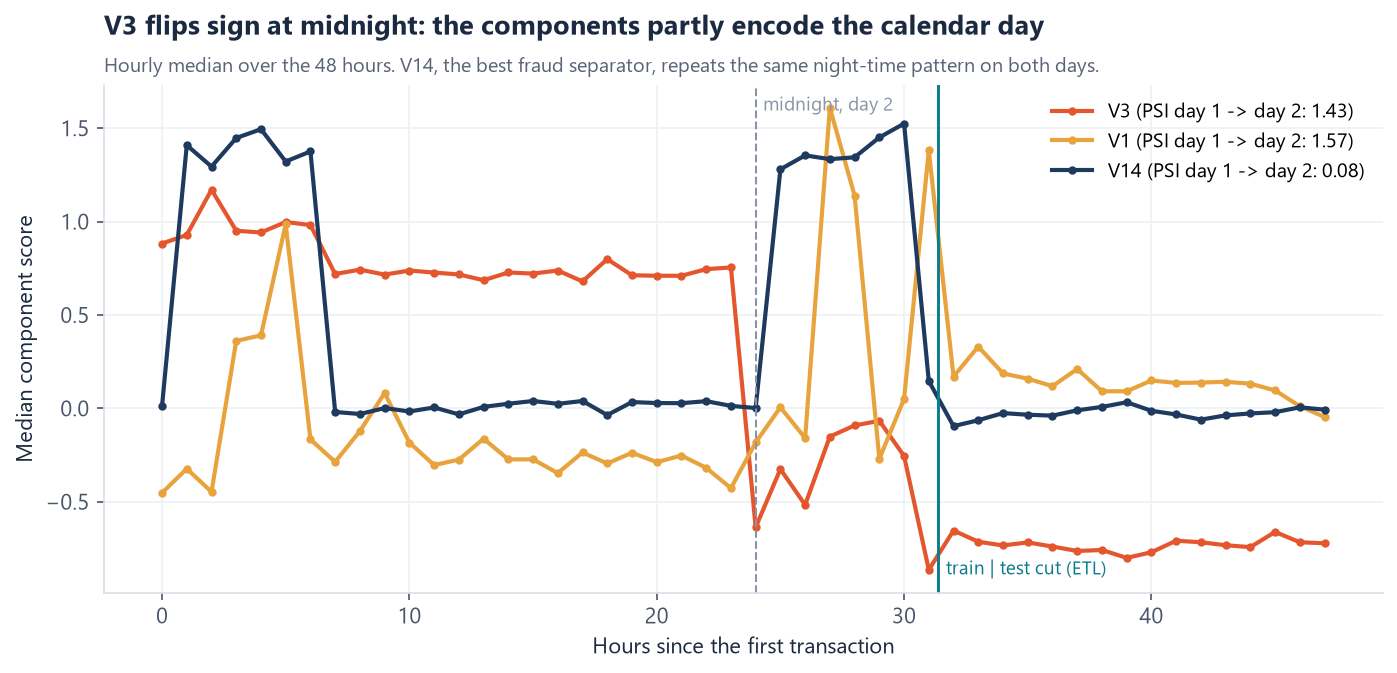 V3 flips sign at midnight: the components partly encode the calendar day
Hourly median over the 48 hours. V14, the best fraud separator, repeats the same night-time pattern on both days.
midnight, day 2
V3 (PSI day 1 -> day 2: 1.43)
V1 (PSI day 1 -> day 2: 1.57)
V14 (PSI day 1 -> day 2: 0.08)
Median component score
1.5
1.0
0.5
0.0
−0.5
train | test cut (ETL)
0 10 20 30 40
Hours since the first transaction